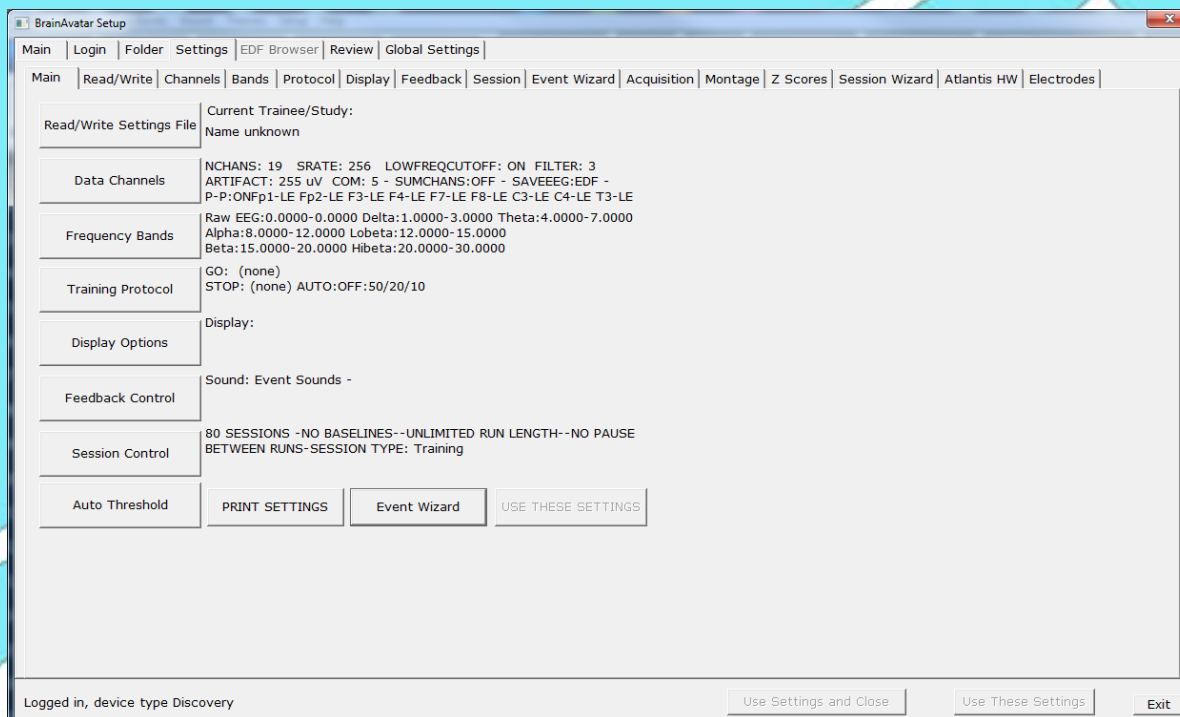 BrainAvatar Setup
X
Main Login Folder Settings EDF Browser Review Global Settings
Main Read/Write Channels Bands Protocol Display Feedback Session Event Wizard Acquisition Montage Z Scores Session Wizard Atlantis HW Electrodes
Read/Write Settings File
Current Trainee/Study:
Name unknown
Data Channels
NCHANS: 19 SRATE: 256 LOWFREQCUTOFF: ON FILTER: 3
ARTIFACT: 255 uV COM: 5 - SUMCHANS:OFF - SAVEEEG:EDF -
P-P:ONFp1-LE Fp2-LE F3-LE F4-LE F7-LE F8-LE C3-LE C4-LE T3-LE
Frequency Bands
Raw EEG:0.0000-0.0000 Delta:1.0000-3.0000 Theta:4.0000-7.0000
Alpha:8.0000-12.0000 Lobeta:12.0000-15.0000
Beta:15.0000-20.0000 Hibeta:20.0000-30.0000
Training Protocol
GO: (none)
STOP: (none) AUTO:OFF:50/20/10
Display Options
Display:
Feedback Control
Sound: Event Sounds -
Session Control
80 SESSIONS -NO BASELINES--UNLIMITED RUN LENGTH--NO PAUSE
BETWEEN RUNS-SESSION TYPE: Training
Auto Threshold PRINT SETTINGS Event Wizard USE THESE SETTINGS
Logged in, device type Discovery Use Settings and Close Use These Settings Exit